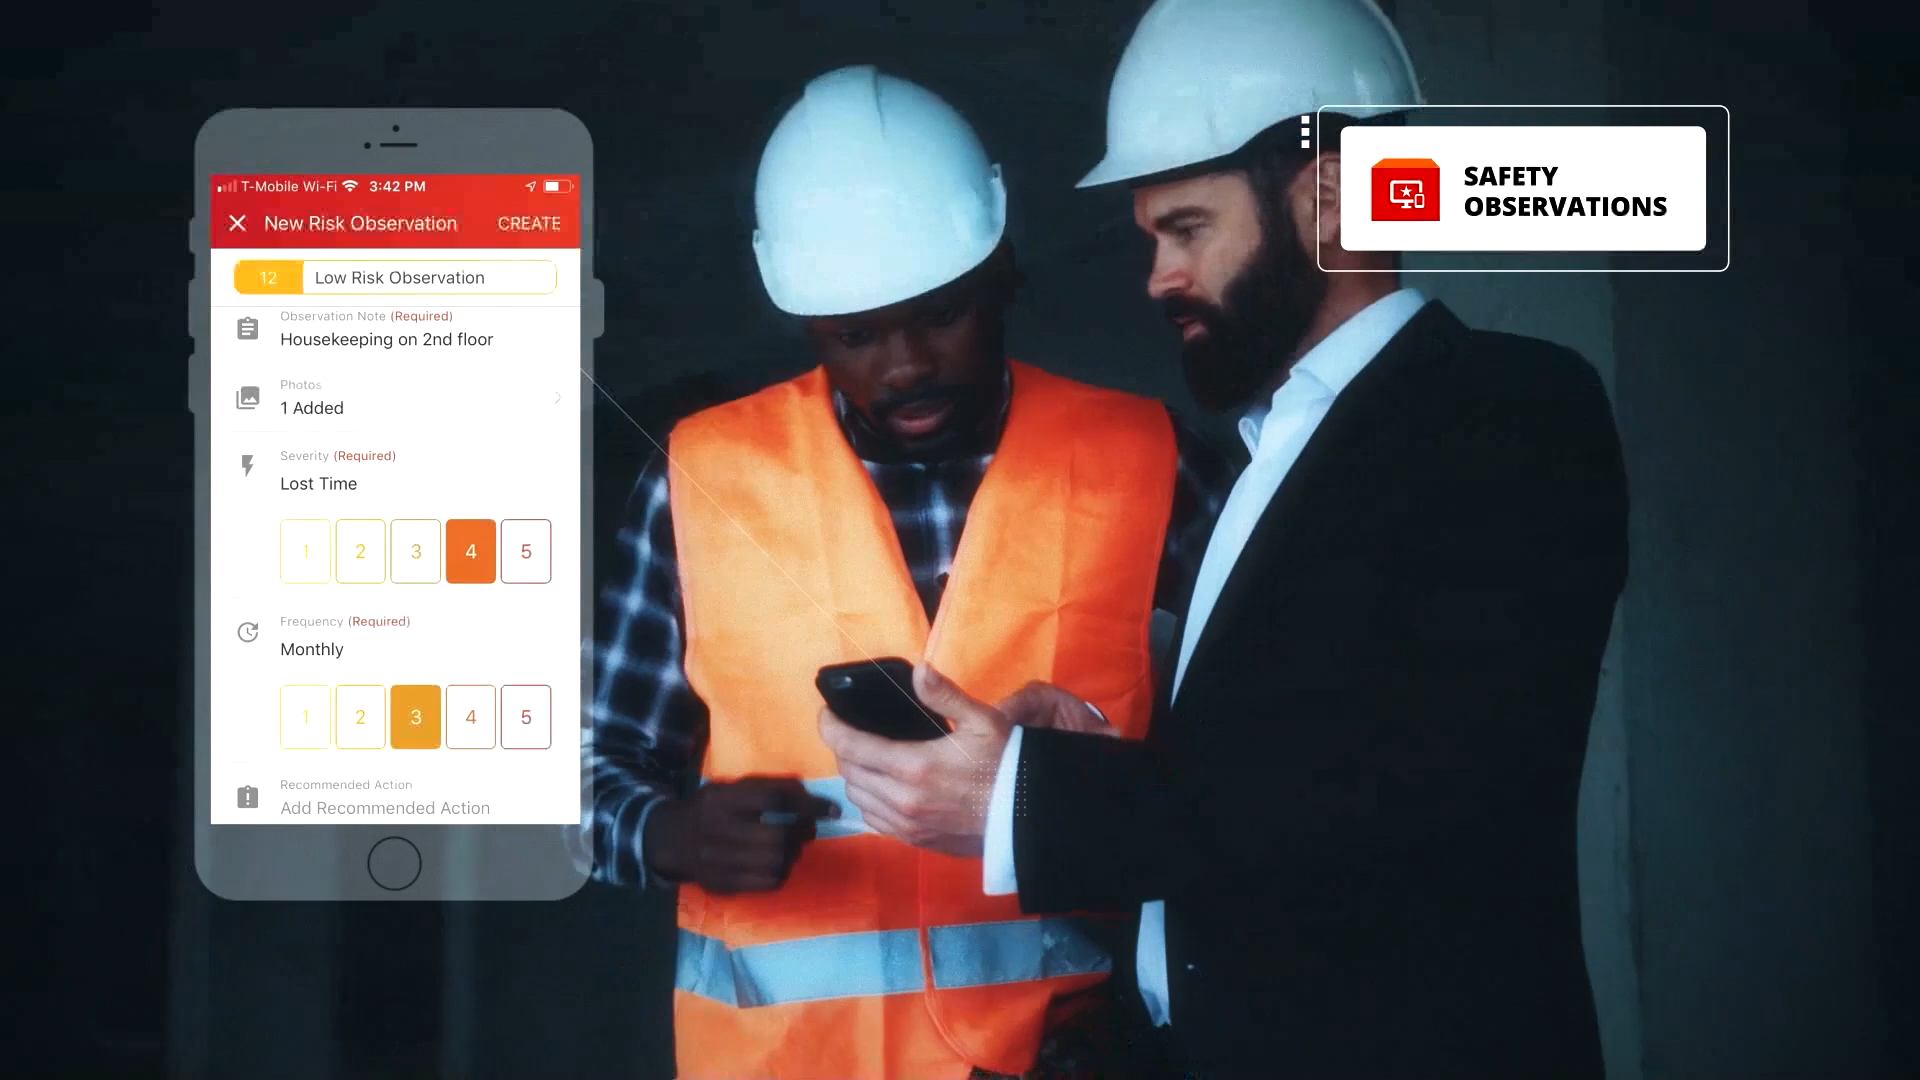 T-Mobile Wi-Fi 3:42 PM
New Risk Observation CREATE
12 Low Risk Observation
Observation Note (Required)
Housekeeping on 2nd floor
Photos
1 Added
Severity (Required)
Lost Time
1 2 3 4 5
Frequency (Required)
Monthly
1 2 3 4 5
Recommended Action
Add Recommended Action
SAFETY
OBSERVATIONS